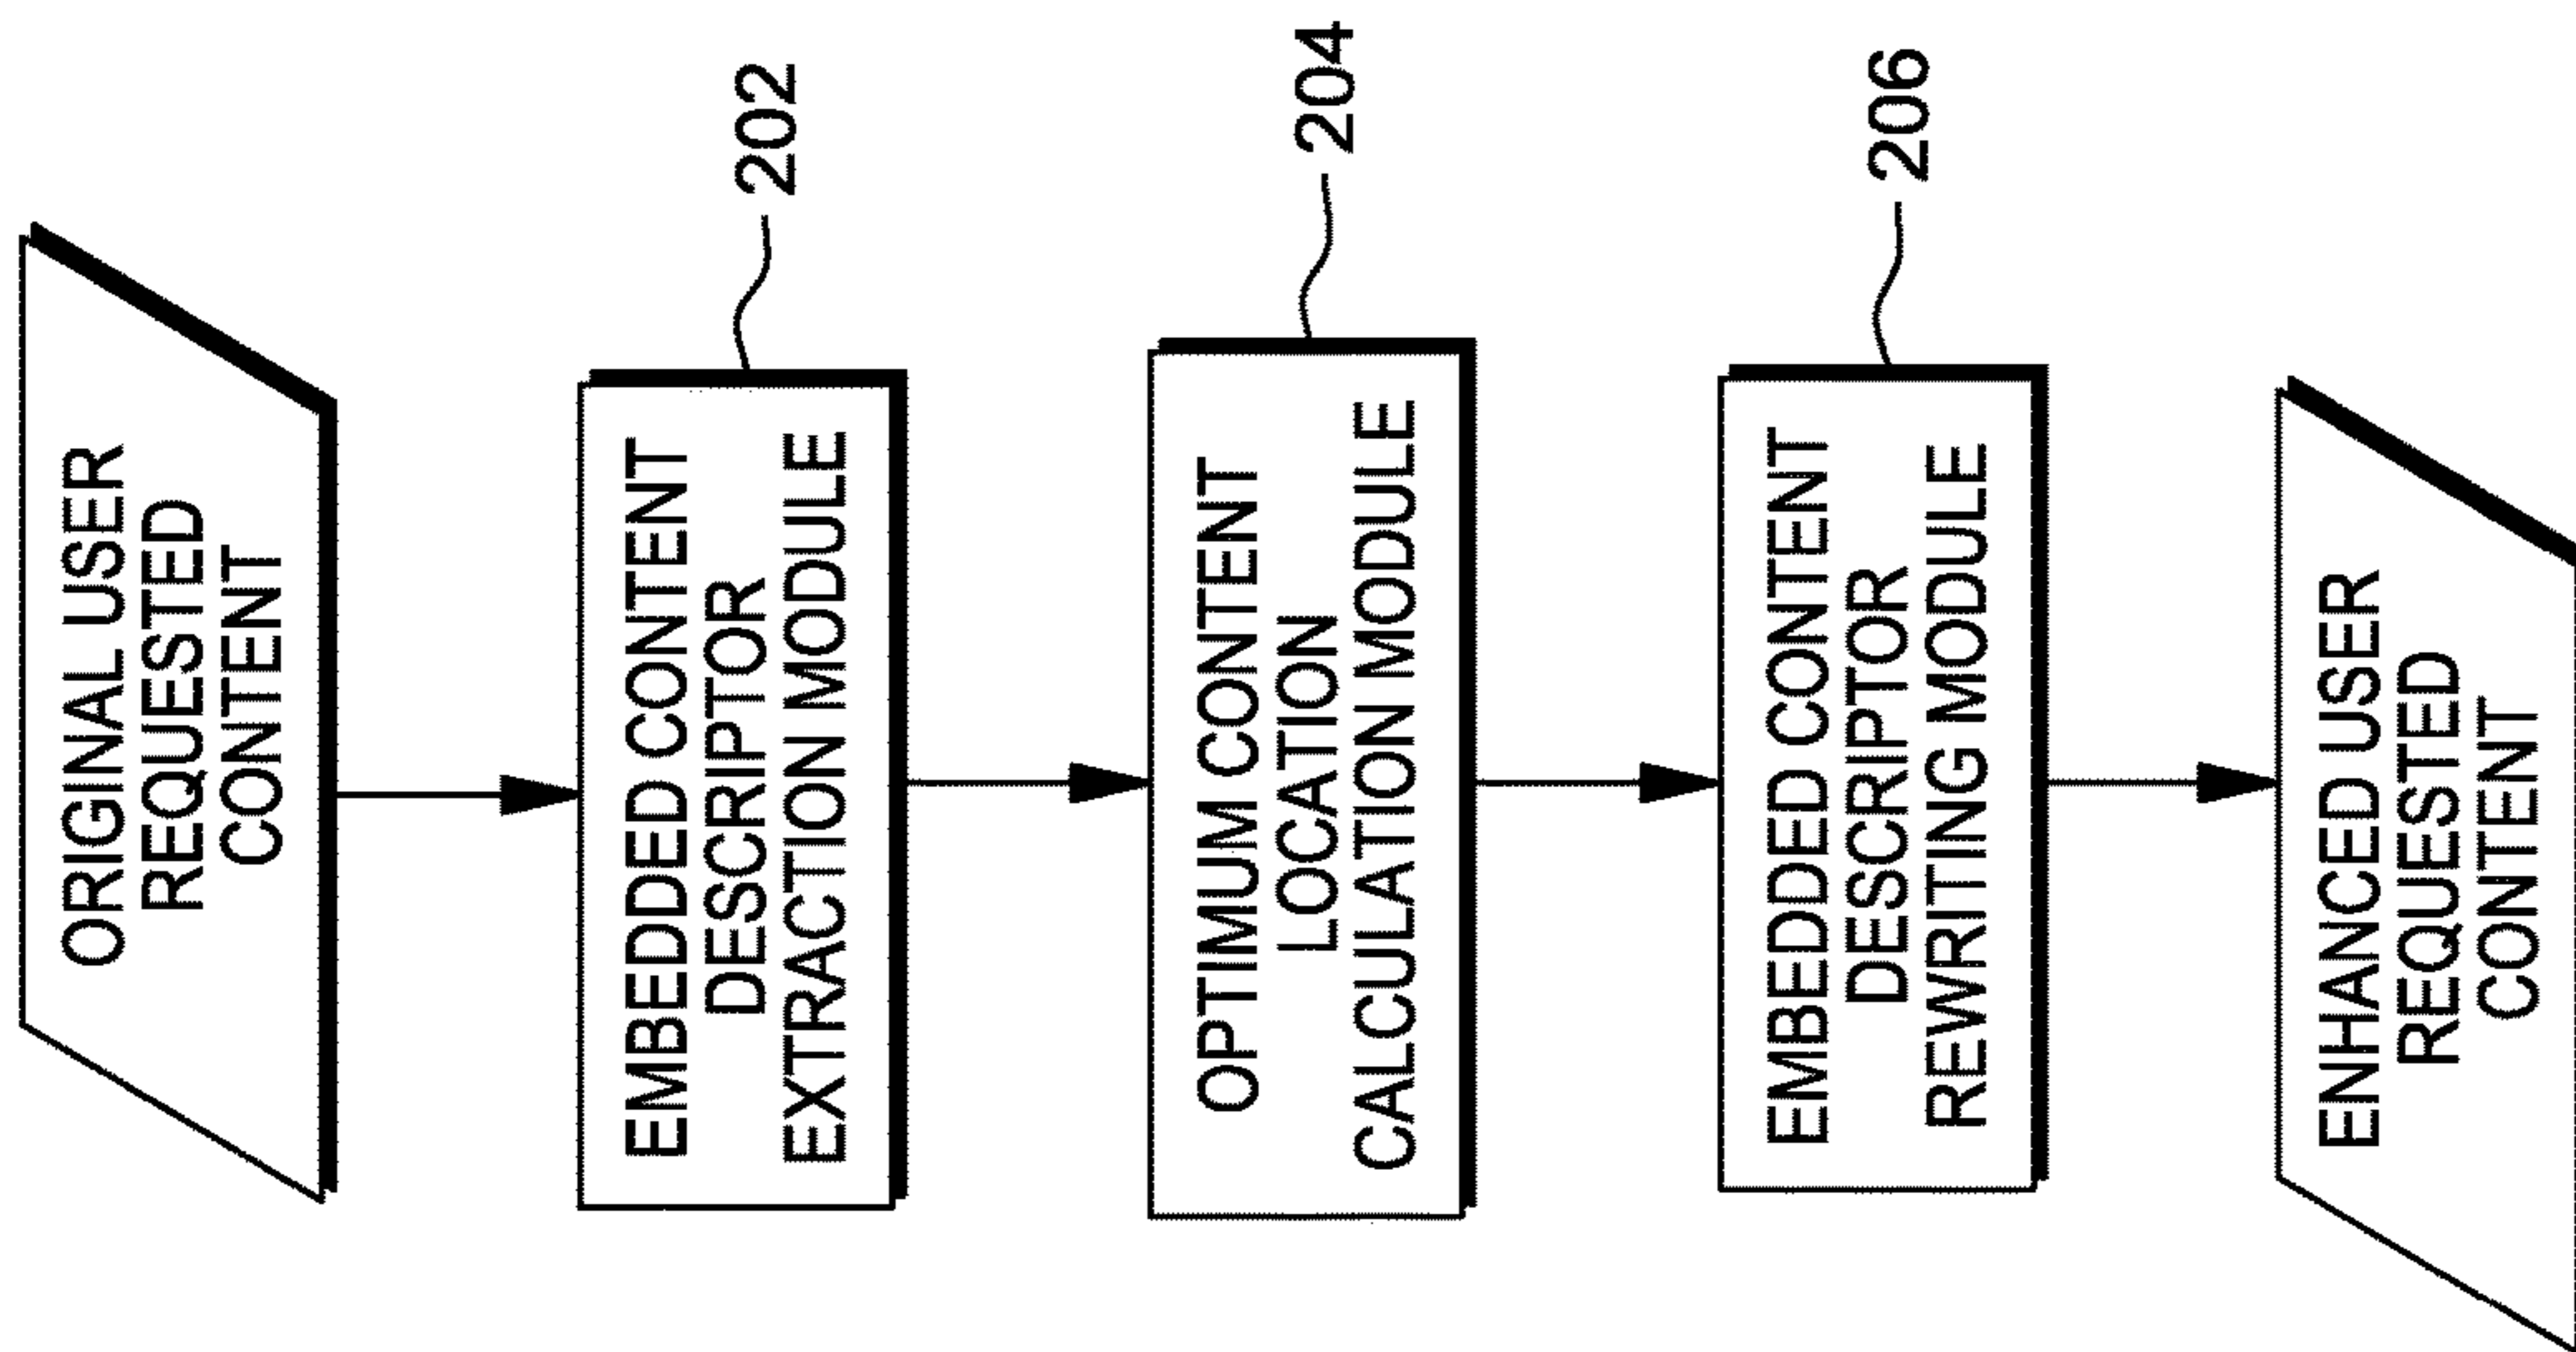 ORIGINAL USER
REQUESTED
CONTENT
202
EMBEDDED CONTENT
DESCRIPTOR
EXTRACTION MODULE
204
OPTIMUM CONTENT
LOCATION
CALCULATION MODULE
206
EMBEDDED CONTENT
DESCRIPTOR
REWRITING MODULE
ENHANCED USER
REQUESTED
CONTENT